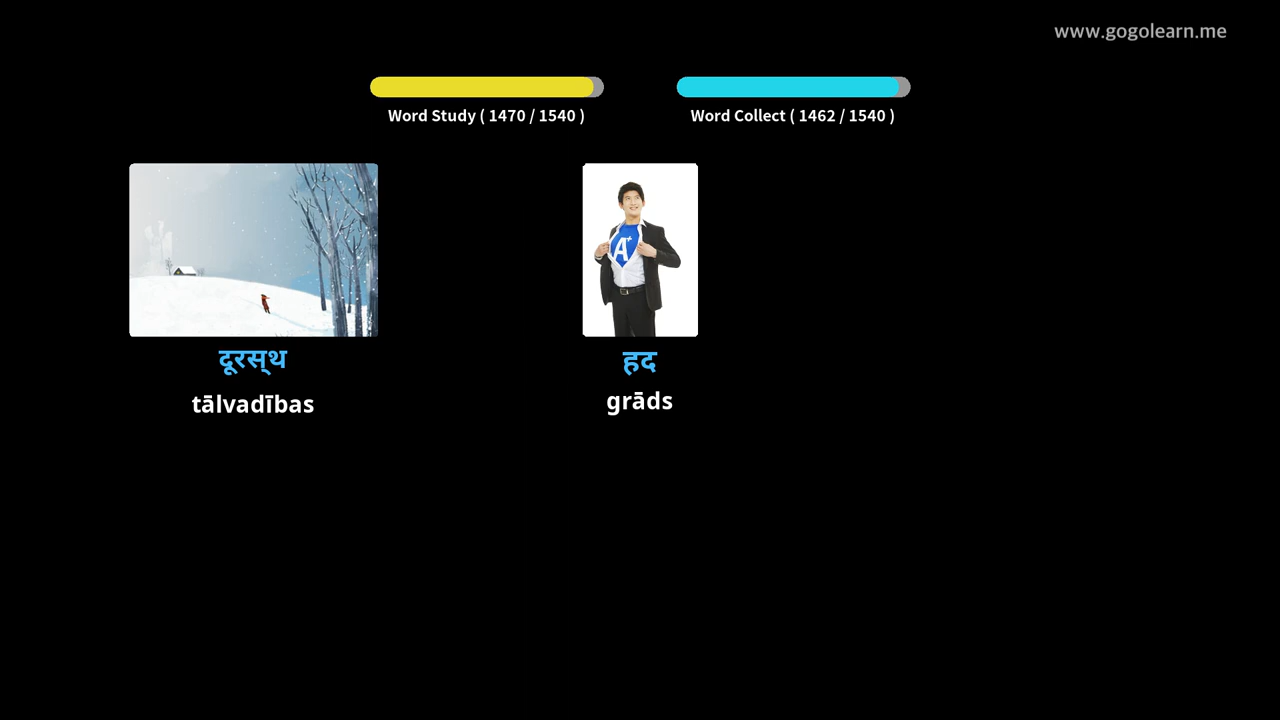 www.gogolearn.me
Word Study ( 1470 / 1540 )
Word Collect ( 1462 / 1540 )
A+
दूरस्‍थ
tālvadības
हद
grāds